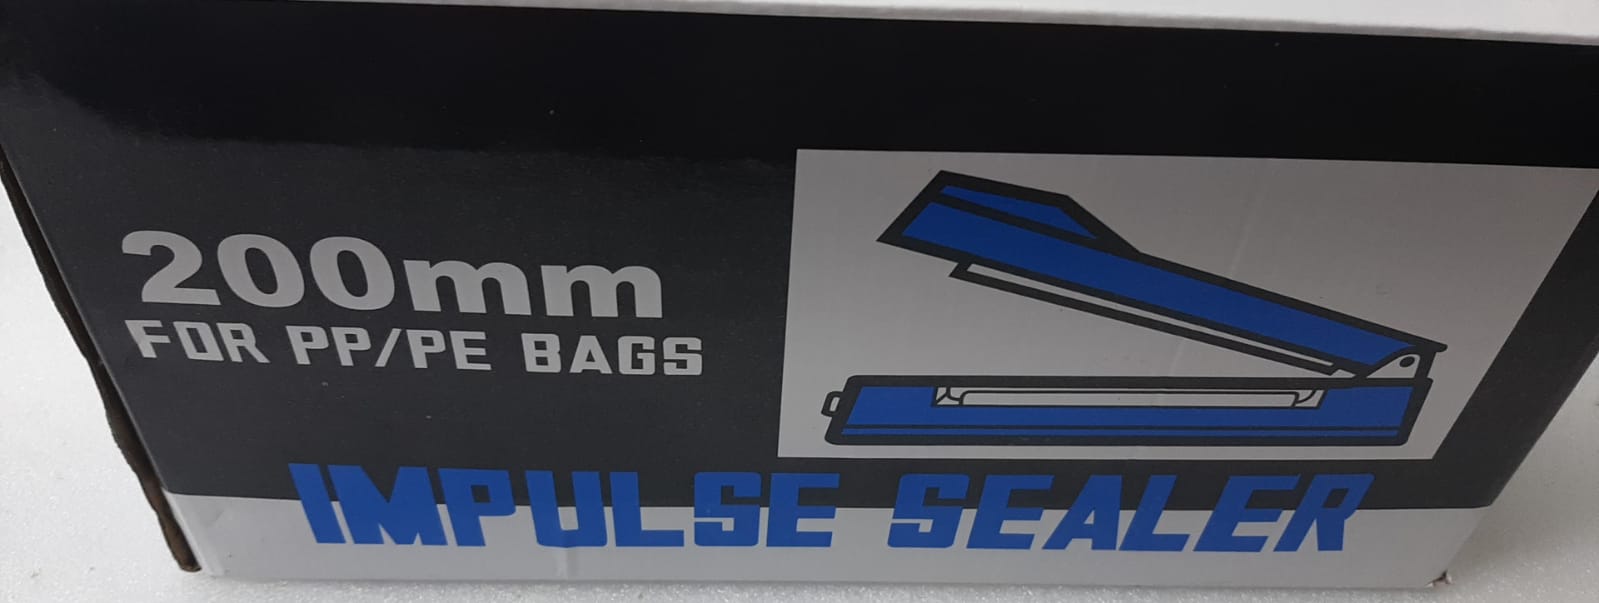 200mm
FOR PP/PE BAGS
IMPULSE SEALER